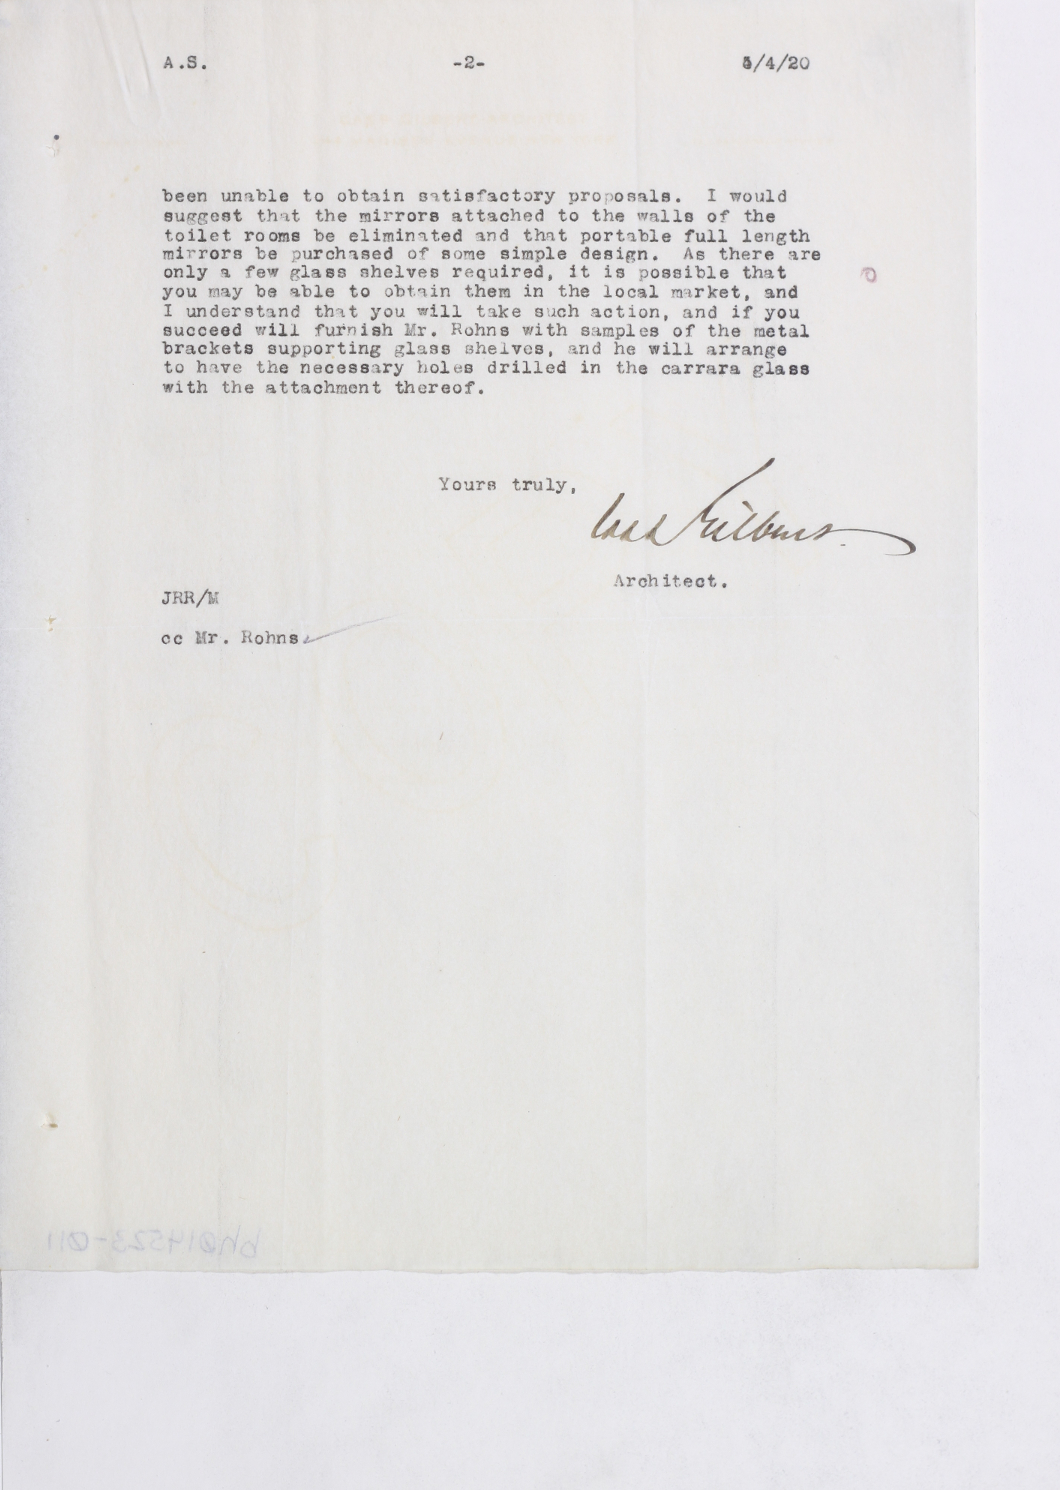 A.S. -2- 5/4/20
been unable to obtain satisfactory proposals. I would
suggest that the mirrors attached to the walls of the
toilet rooms be eliminated and that portable full length
mirrors be purchased of some simple design. As there are
only a few glass shelves required, it is possible that
you may be able to obtain them in the local market, and
I understand that you will take such action, and if you
succeed will furnish Mr. Rohns with samples of the metal
brackets supporting glass shelves, and he will arrange
to have the necessary holes drilled in the carrara glass
with the attachment thereof.
Yours truly,
Cass Gilbert.
Architect.
JRR/M
cc Mr. Rohns
bh014523-011